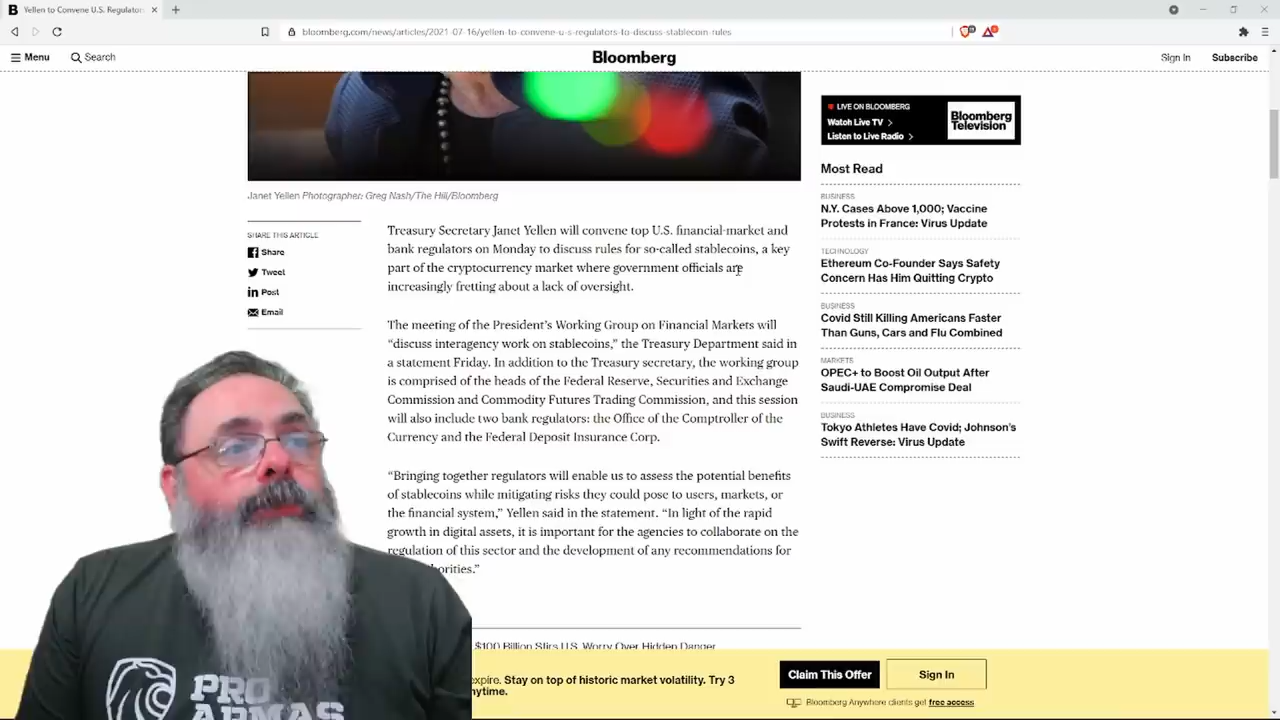 B Yellen to Convene U.S. Regulator
bloomberg.com/news/articles/2021-07-16/yellen-to-convene-u-s-regulators-to-discuss-stablecoin-rules
Menu
Search
Bloomberg
Sign In
Subscribe
LIVE ON BLOOMBERG
Watch Live TV >
Listen to Live Radio >
Bloomberg
Television
Most Read
BUSINESS
N.Y. Cases Above 1,000; Vaccine
Protests in France: Virus Update
TECHNOLOGY
Ethereum Co-Founder Says Safety
Concern Has Him Quitting Crypto
BUSINESS
Covid Still Killing Americans Faster
Than Guns, Cars and Flu Combined
MARKETS
OPEC+ to Boost Oil Output After
Saudi-UAE Compromise Deal
BUSINESS
Tokyo Athletes Have Covid; Johnson's
Swift Reverse: Virus Update
Janet Yellen Photographer: Greg Nash/The Hill/Bloomberg
SHARE THIS ARTICLE
Share
Tweet
Post
Email
Treasury Secretary Janet Yellen will convene top U.S. financial-market and
bank regulators on Monday to discuss rules for so-called stablecoins, a key
part of the cryptocurrency market where government officials are
increasingly fretting about a lack of oversight.
The meeting of the President’s Working Group on Financial Markets will
“discuss interagency work on stablecoins,” the Treasury Department said in
a statement Friday. In addition to the Treasury secretary, the working group
is comprised of the heads of the Federal Reserve, Securities and Exchange
Commission and Commodity Futures Trading Commission, and this session
will also include two bank regulators: the Office of the Comptroller of the
Currency and the Federal Deposit Insurance Corp.
“Bringing together regulators will enable us to assess the potential benefits
of stablecoins while mitigating risks they could pose to users, markets, or
the financial system,” Yellen said in the statement. “In light of the rapid
growth in digital assets, it is important for the agencies to collaborate on the
regulation of this sector and the development of any recommendations for
$100 Billion Stirs U.S. Worry Over Hidden Danger
Stay on top of historic market volatility. Try 3
Claim This Offer
Sign In
Bloomberg Anywhere clients get free access
PRO
ARMAS